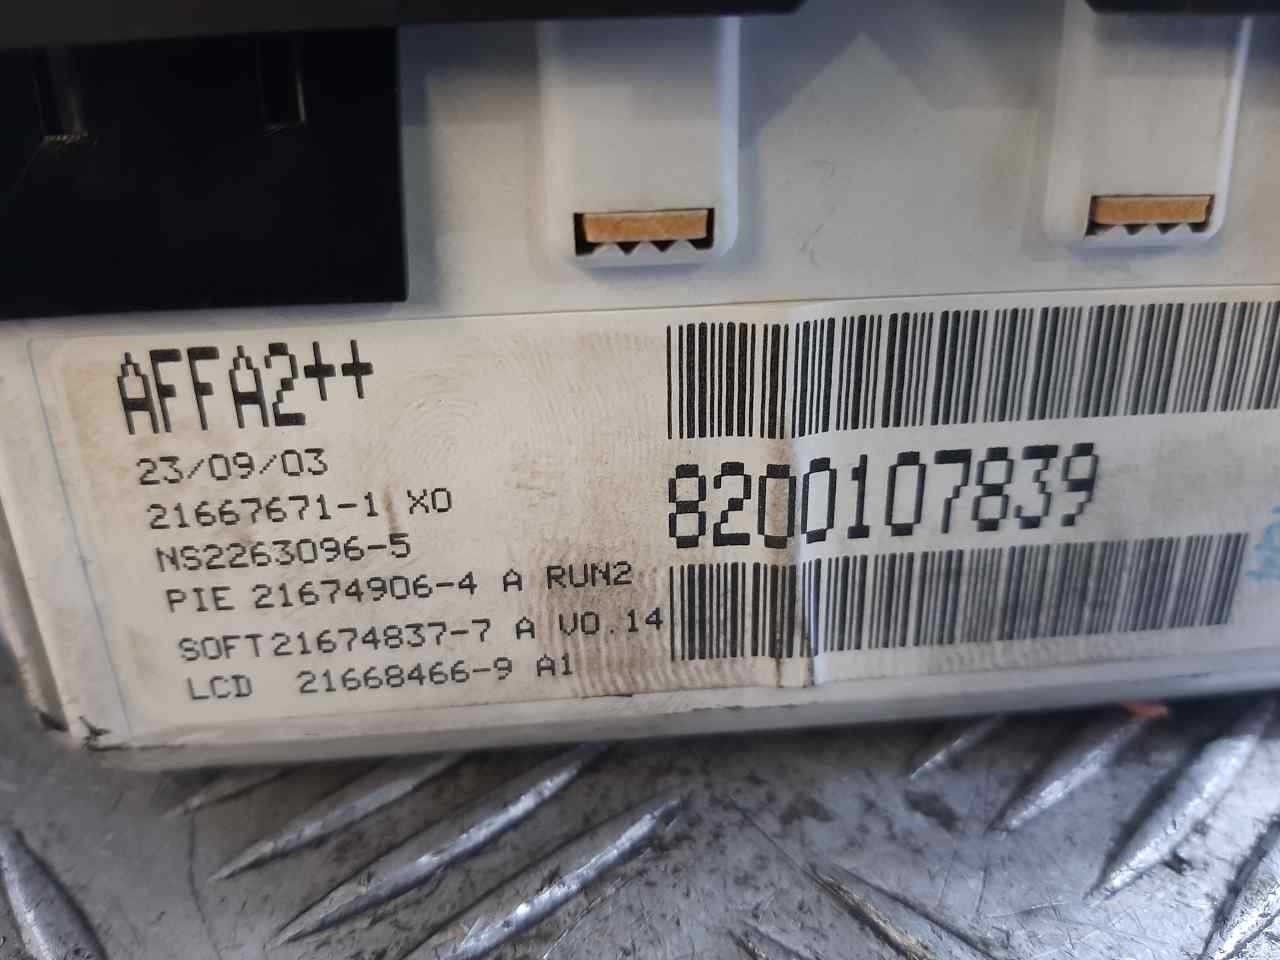 AFFA2++
23/09/03
21667671-1 X0
NS2263096-5
PIE 21674906-4 A RUN2
SOFT21674837-7 A V0.14
LCD 21668466-9 A1
8200107839